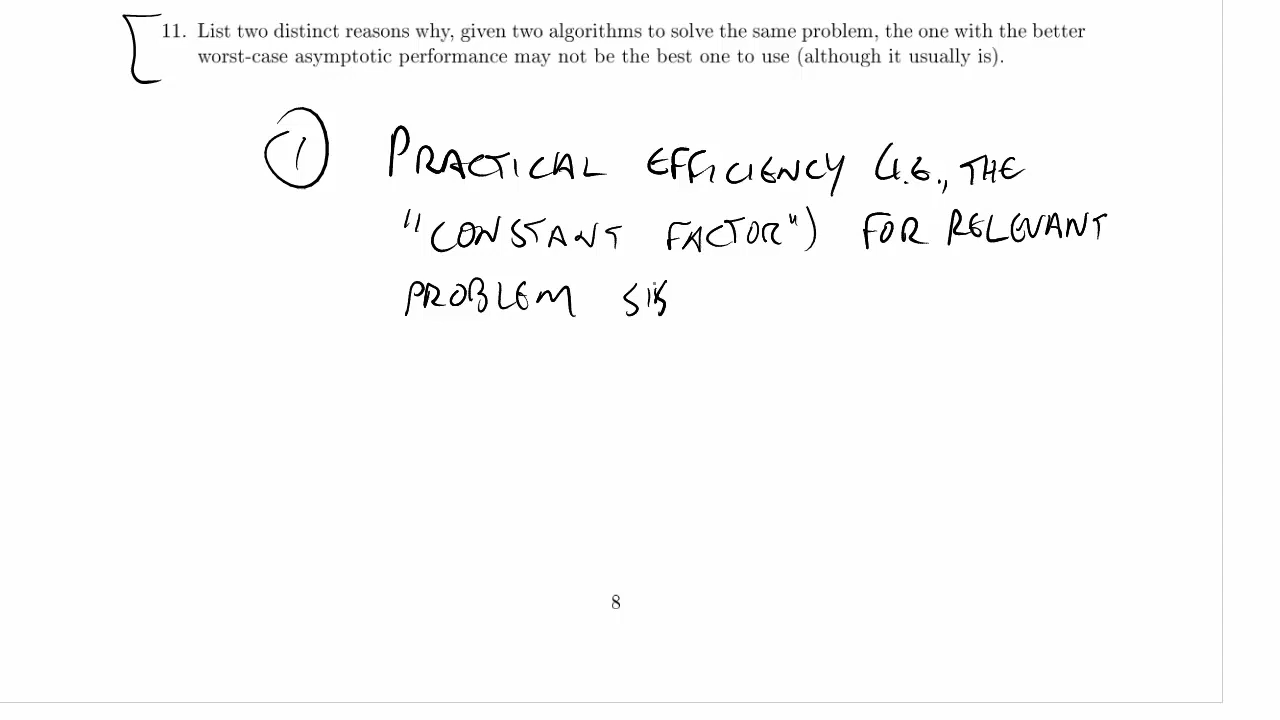 11. List two distinct reasons why, given two algorithms to solve the same problem, the one with the better
worst-case asymptotic performance may not be the best one to use (although it usually is).
① PRACTICAL EFFICIENCY (I.E., THE
"CONSTANT FACTOR") FOR RELEVANT
PROBLEM
8